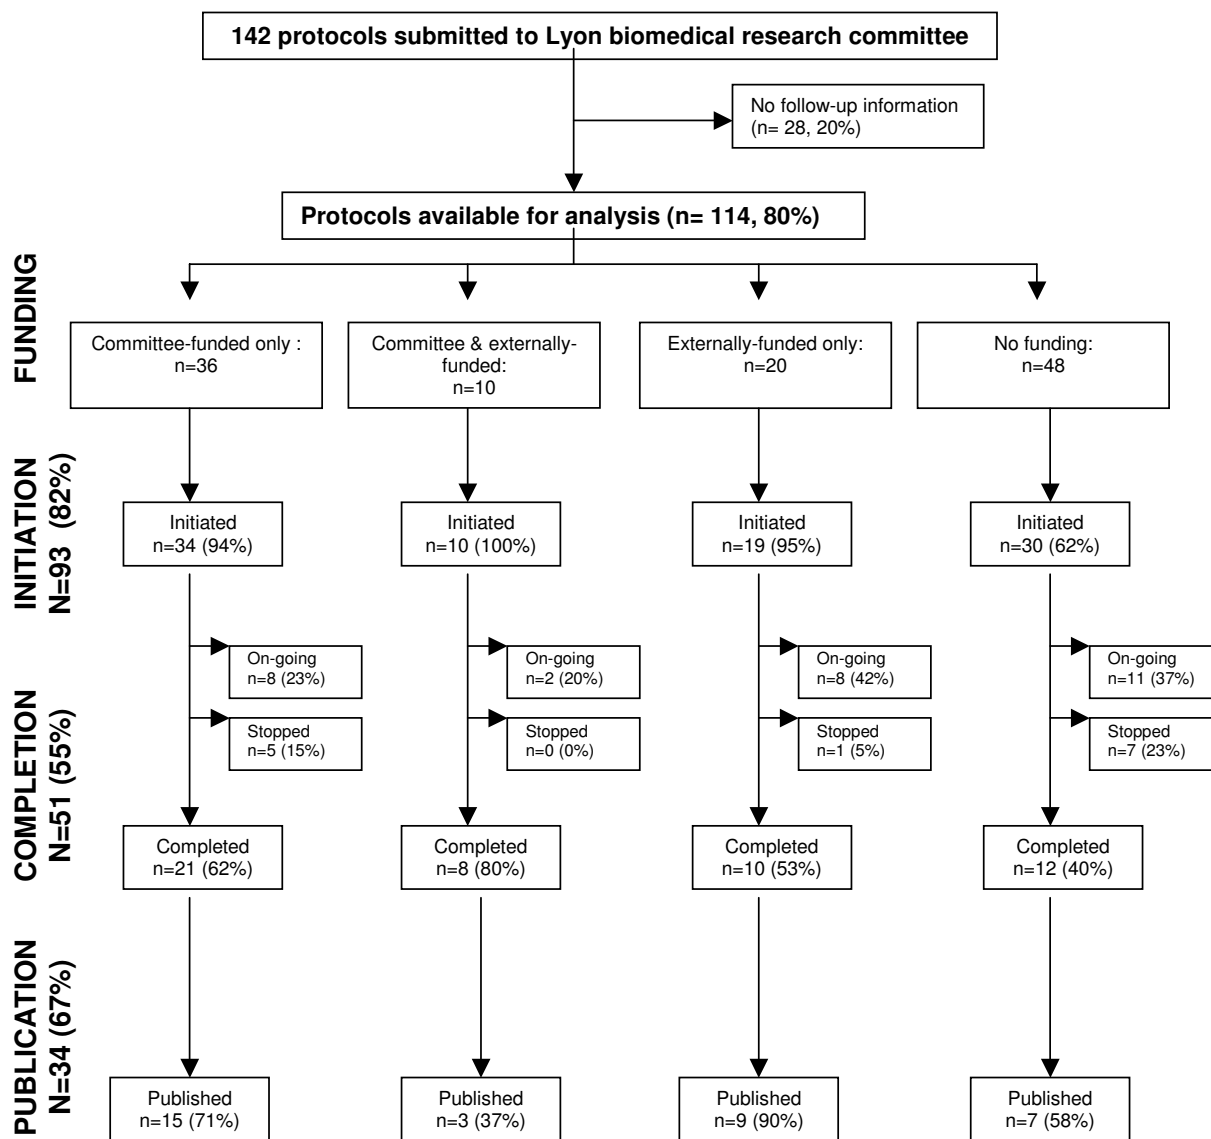 142 protocols submitted to Lyon biomedical research committee
No follow-up information
(n= 28, 20%)
Protocols available for analysis (n= 114, 80%)
FUNDING
Committee-funded only :
n=36
Committee & externally-
funded:
n=10
Externally-funded only:
n=20
No funding:
n=48
INITIATION
N=93 (82%)
Initiated
n=34 (94%)
Initiated
n=10 (100%)
Initiated
n=19 (95%)
Initiated
n=30 (62%)
COMPLETION
N=51 (55%)
On-going
n=8 (23%)
On-going
n=2 (20%)
On-going
n=8 (42%)
On-going
n=11 (37%)
Stopped
n=5 (15%)
Stopped
n=0 (0%)
Stopped
n=1 (5%)
Stopped
n=7 (23%)
Completed
n=21 (62%)
Completed
n=8 (80%)
Completed
n=10 (53%)
Completed
n=12 (40%)
PUBLICATION
N=34 (67%)
Published
n=15 (71%)
Published
n=3 (37%)
Published
n=9 (90%)
Published
n=7 (58%)